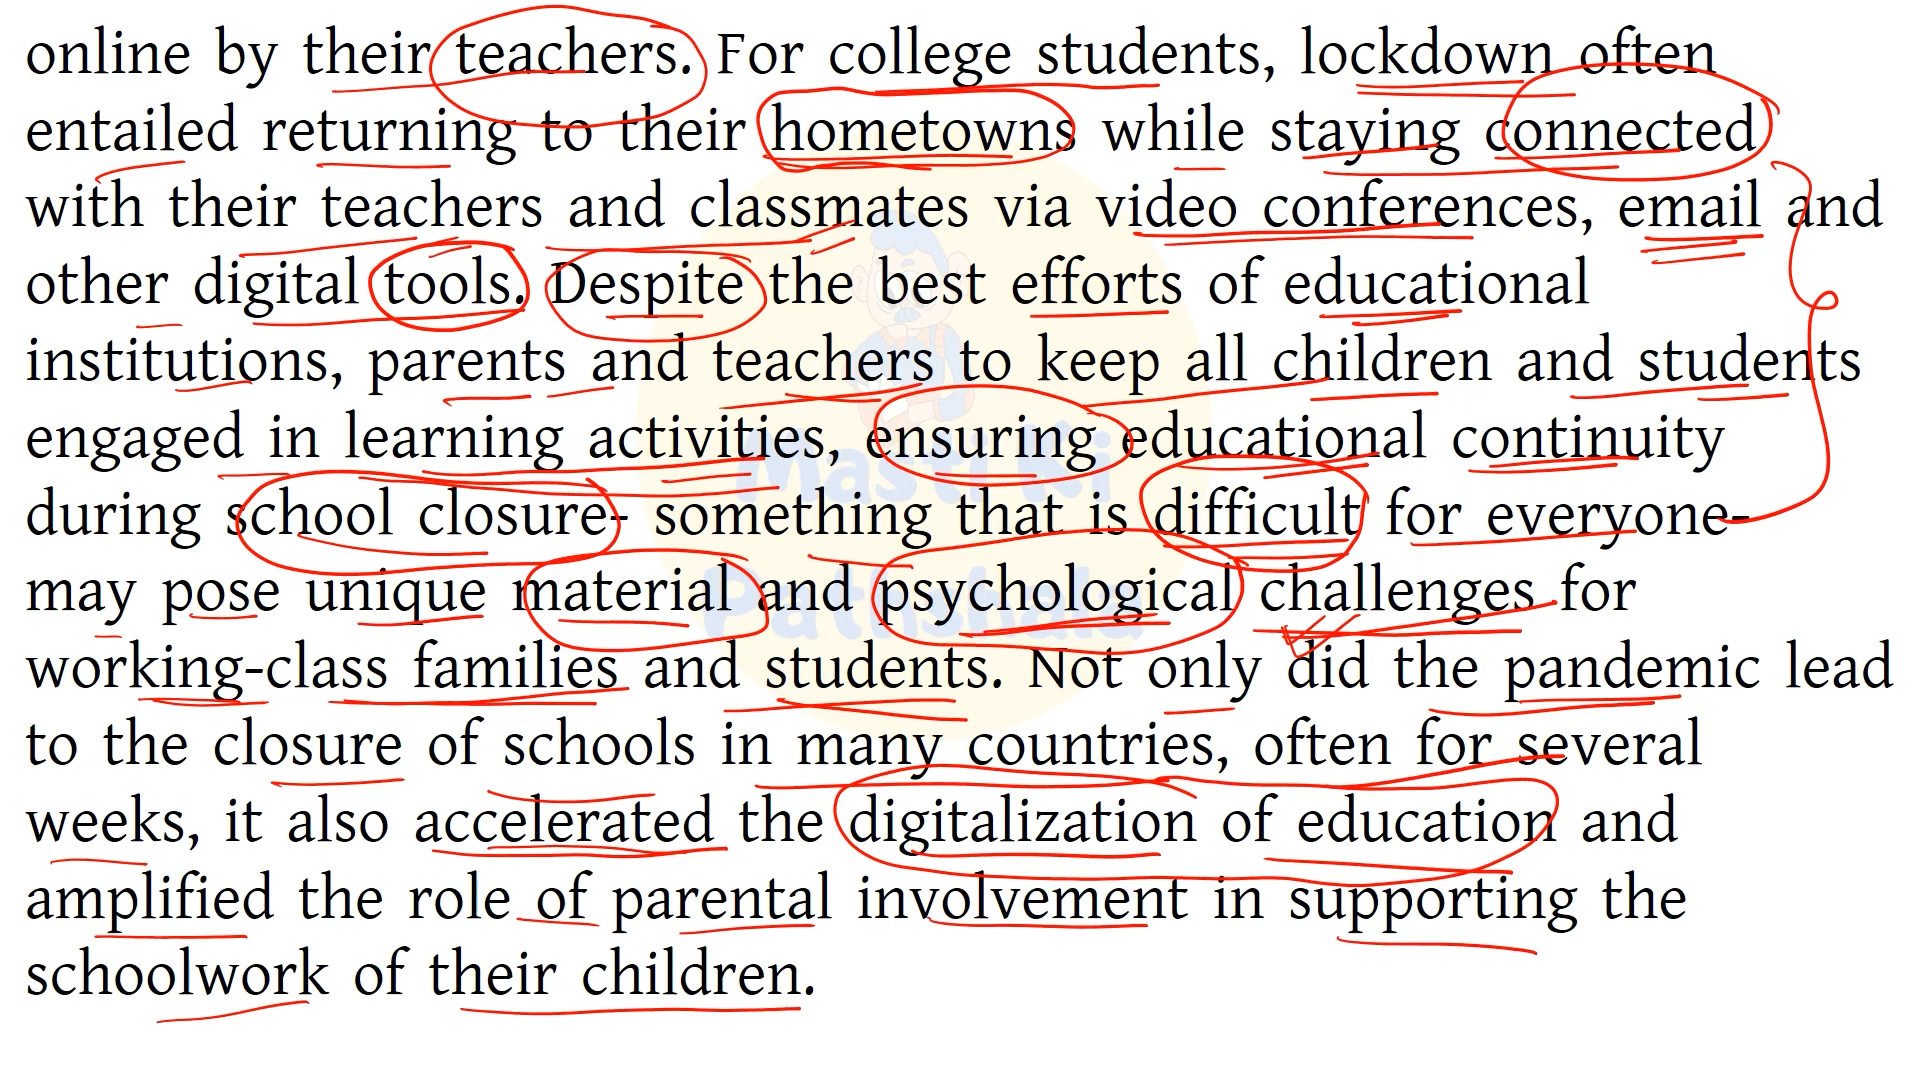 online by their teachers. For college students, lockdown often
entailed returning to their hometowns while staying connected
with their teachers and classmates via video conferences, email and
other digital tools. Despite the best efforts of educational
institutions, parents and teachers to keep all children and students
engaged in learning activities, ensuring educational continuity
during school closure- something that is difficult for everyone-
may pose unique material and psychological challenges for
working-class families and students. Not only did the pandemic lead
to the closure of schools in many countries, often for several
weeks, it also accelerated the digitalization of education and
amplified the role of parental involvement in supporting the
schoolwork of their children.
Masti Ki
Pathshala